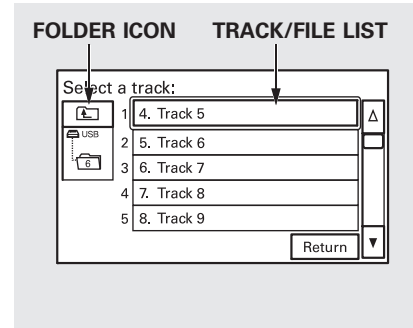 FOLDER ICON TRACK/FILE LIST
Select a track:
1 4. Track 5
USB
2 5. Track 6
6
3 6. Track 7
4 7. Track 8
5 8. Track 9
Return